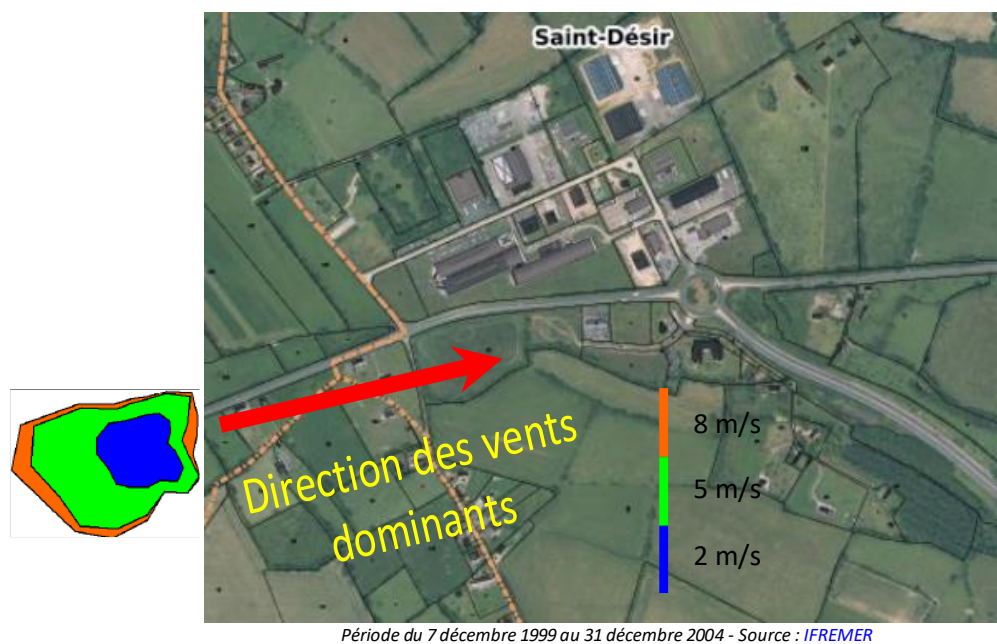 Saint-Désir
Direction des vents
dominants
8 m/s
5 m/s
2 m/s
Période du 7 décembre 1999 au 31 décembre 2004 - Source : IFREMER